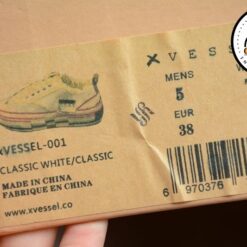 XVESSEL
MENS
5
EUR
38
XVESSEL-001
CLASSIC WHITE/CLASSIC
MADE IN CHINA
FABRIQUE EN CHINA
www.xvessel.co
6 970376